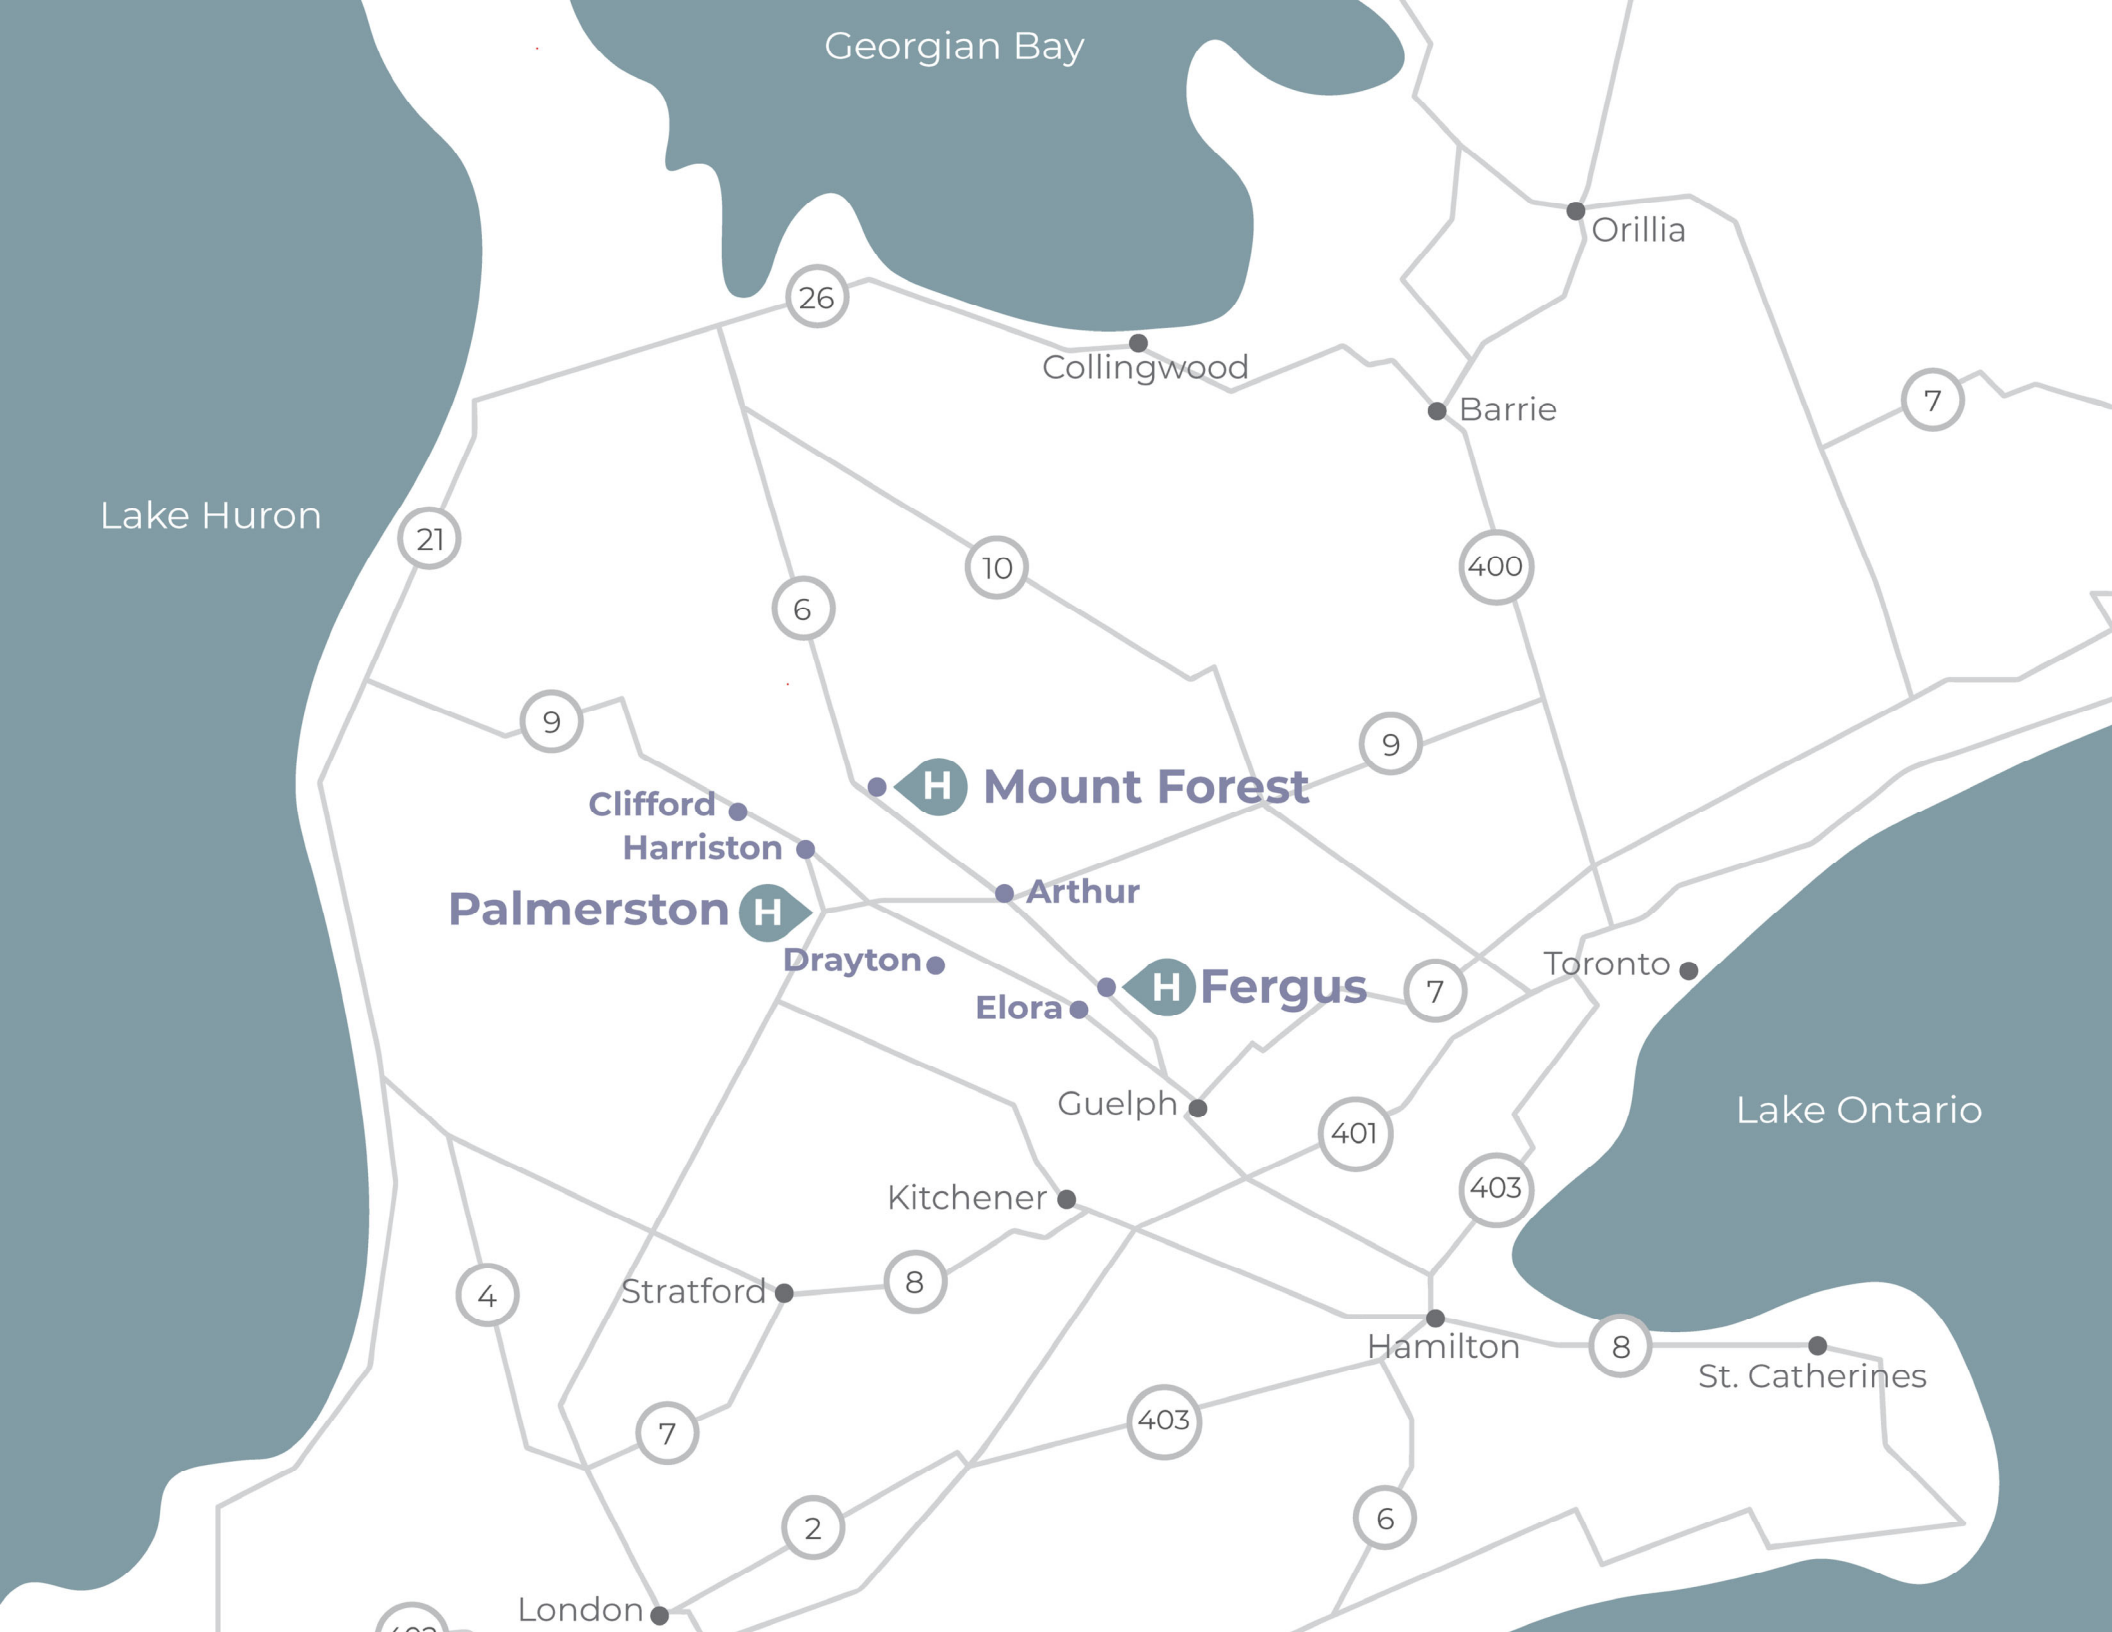 Georgian Bay
Orillia
26
Collingwood
Barrie
7
Lake Huron
21
10
400
6
9
9
H Mount Forest
Clifford
Harriston
Arthur
Palmerston H
Drayton
Toronto
H Fergus
7
Elora
Guelph
Lake Ontario
401
403
Kitchener
8
Stratford
4
Hamilton
8
St. Catherines
403
7
2
6
London